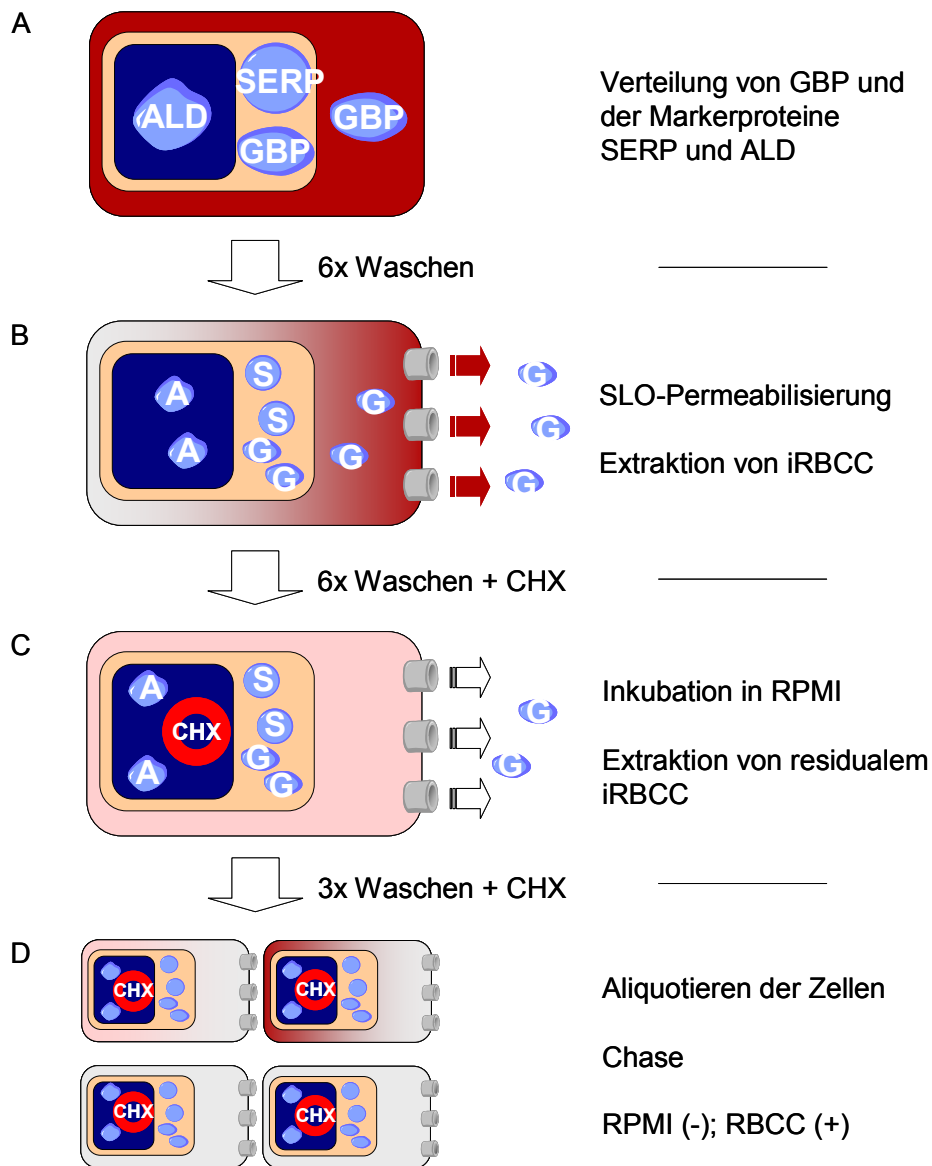 A
ALD
SERP
GBP
GBP
Verteilung von GBP und
der Markerproteine
SERP und ALD
6x Waschen
B
A
A
S
S
G
G
G
G
G
G
G
SLO-Permeabilisierung
Extraktion von iRBCC
6x Waschen + CHX
C
A
A
CHX
S
S
G
G
G
G
Inkubation in RPMI
Extraktion von residualem
iRBCC
3x Waschen + CHX
D
CHX
CHX
CHX
CHX
Aliquotieren der Zellen
Chase
RPMI (-); RBCC (+)